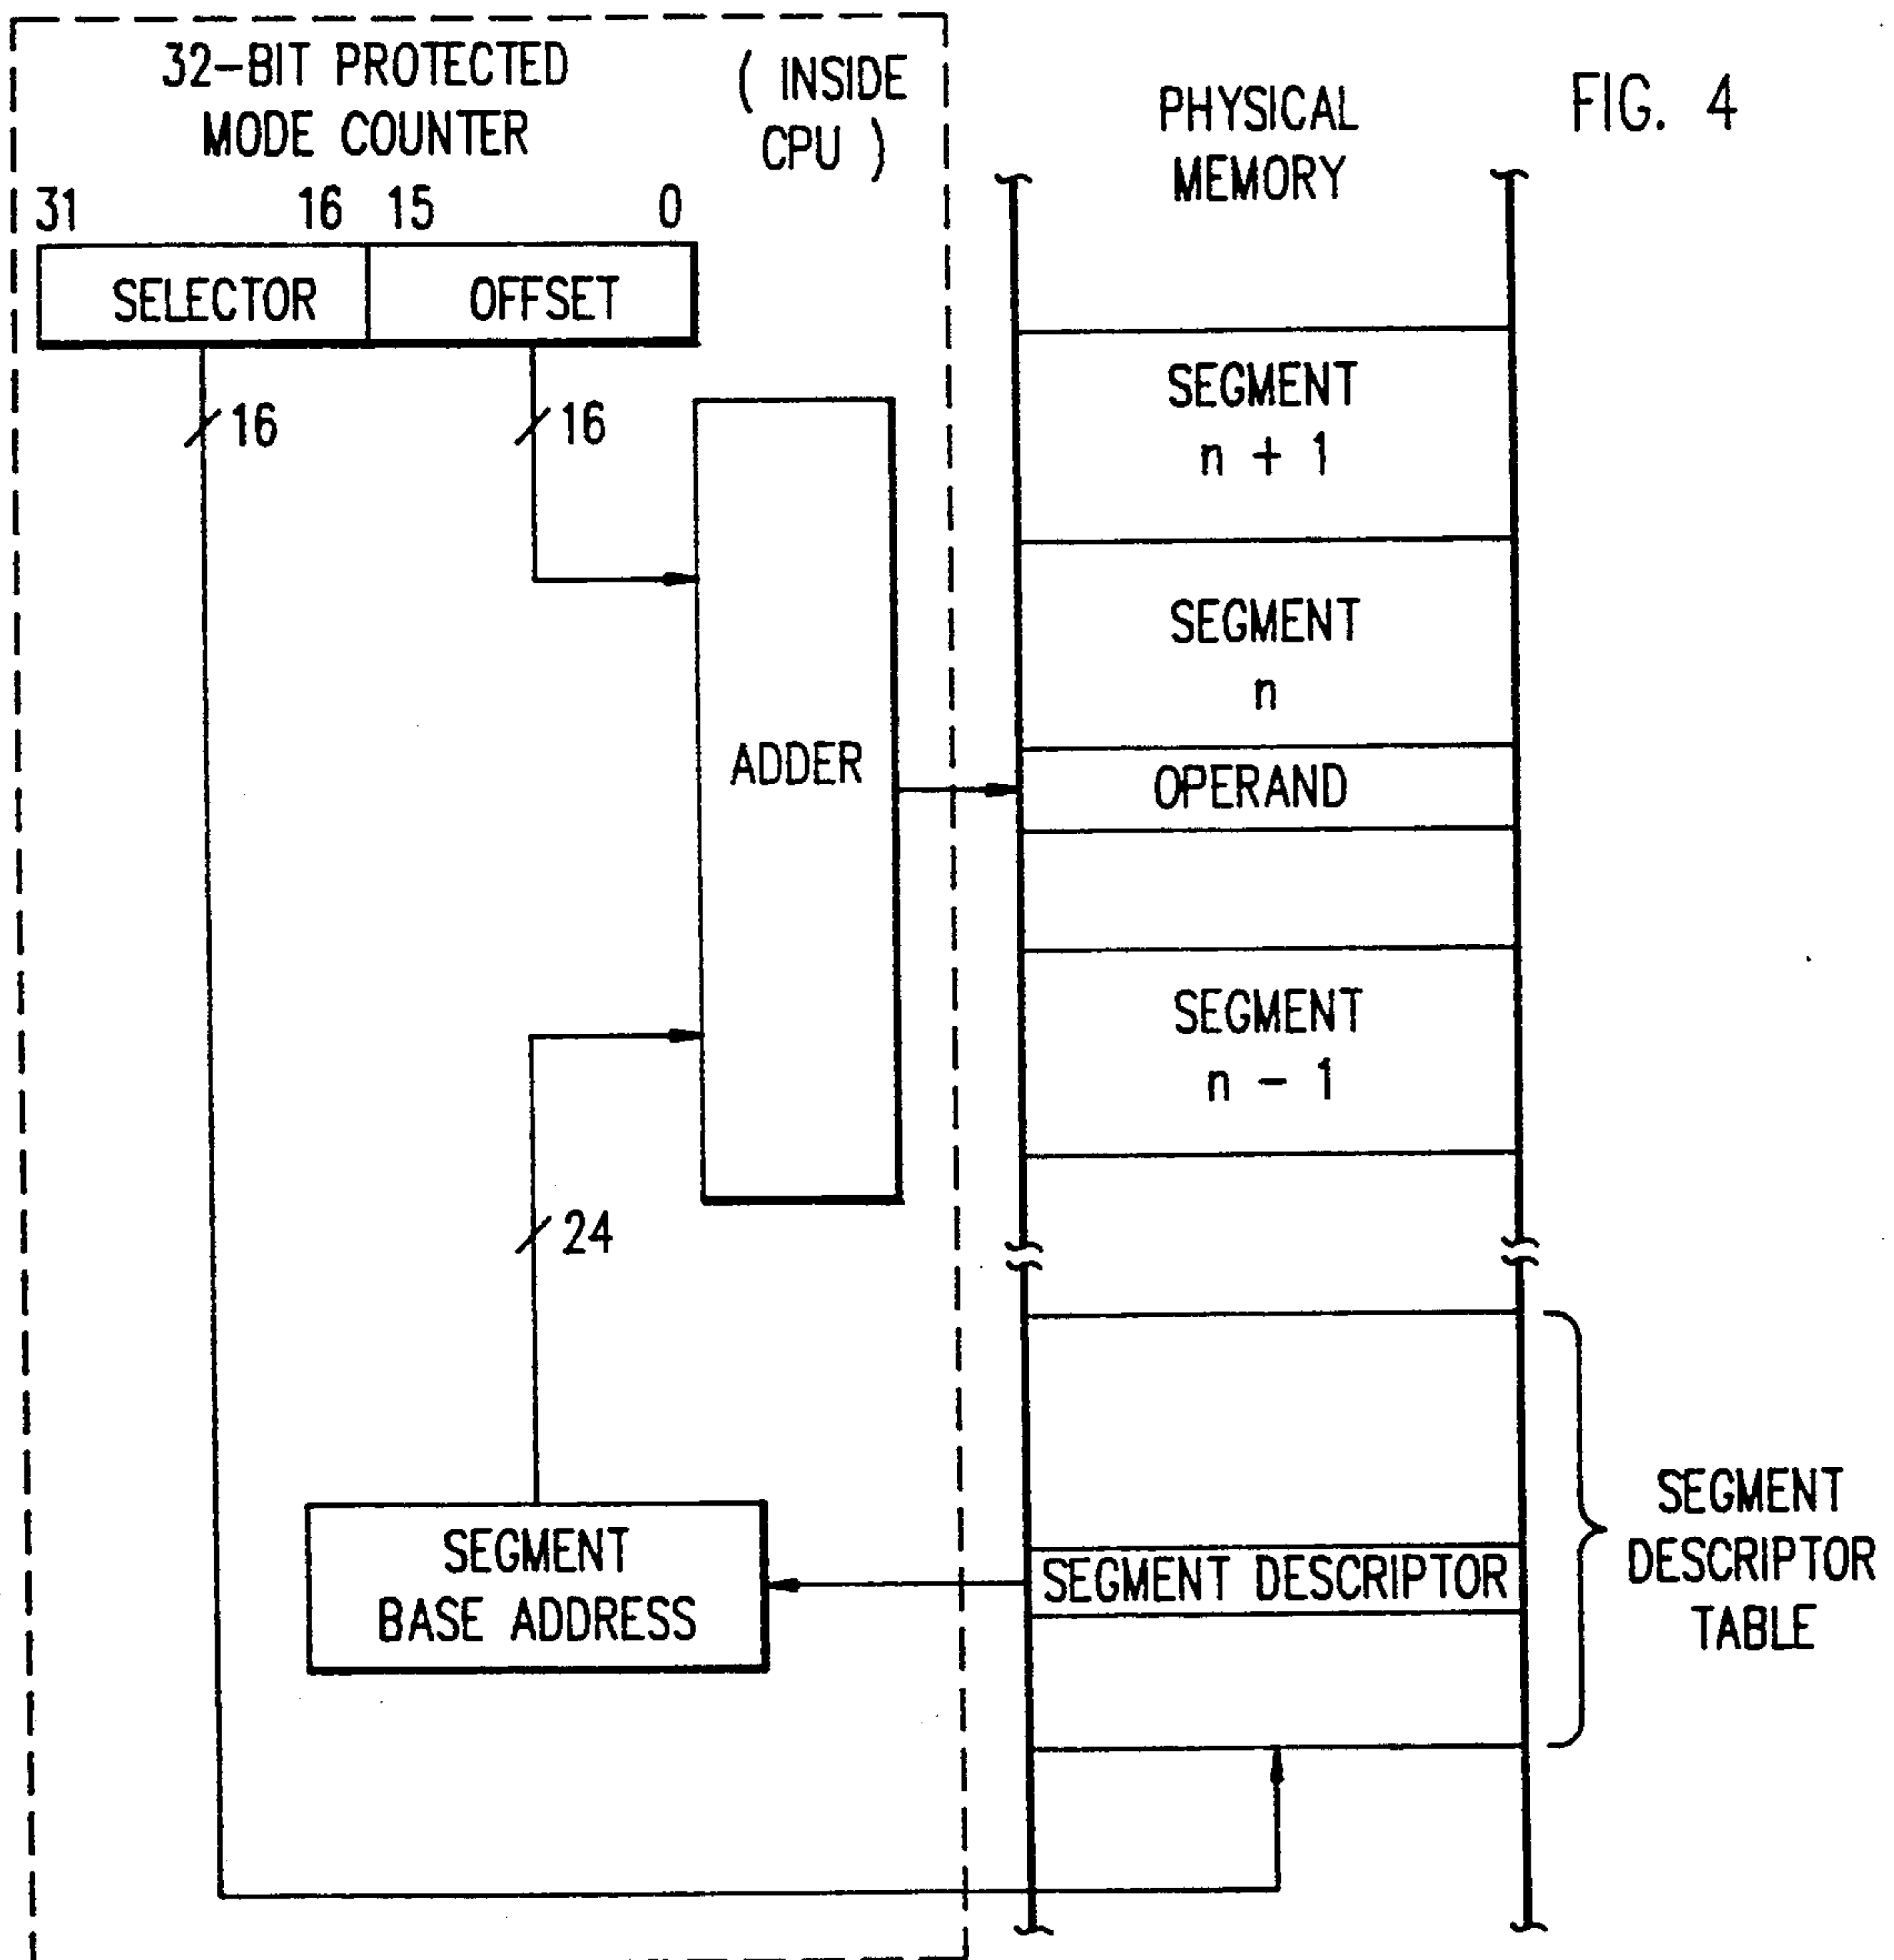 32-BIT PROTECTED
MODE COUNTER
( INSIDE
CPU )
PHYSICAL
MEMORY
FIG. 4
31
16
15
0
SELECTOR
OFFSET
16
16
SEGMENT
n + 1
SEGMENT
n
ADDER
OPERAND
SEGMENT
n - 1
24
SEGMENT
BASE ADDRESS
SEGMENT DESCRIPTOR
SEGMENT
DESCRIPTOR
TABLE